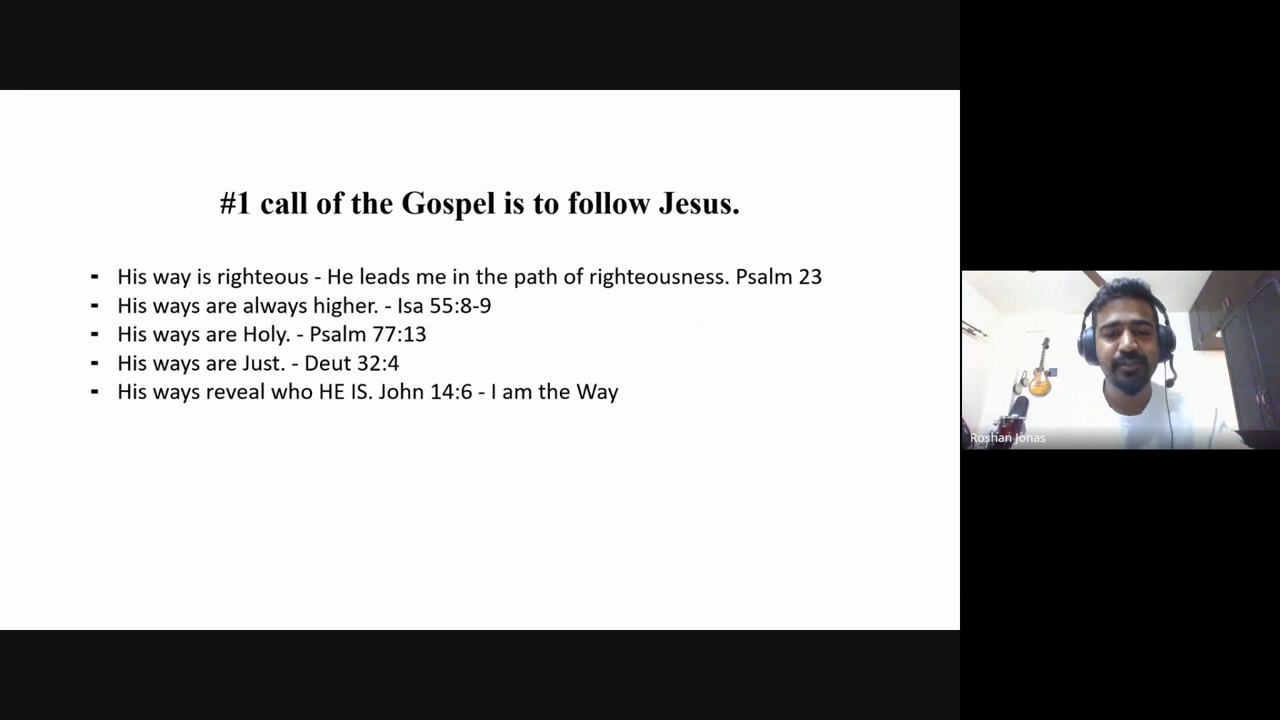 #1 call of the Gospel is to follow Jesus.
- His way is righteous - He leads me in the path of righteousness. Psalm 23
- His ways are always higher. - Isa 55:8-9
- His ways are Holy. - Psalm 77:13
- His ways are Just. - Deut 32:4
- His ways reveal who HE IS. John 14:6 - I am the Way
Roshan Jonas